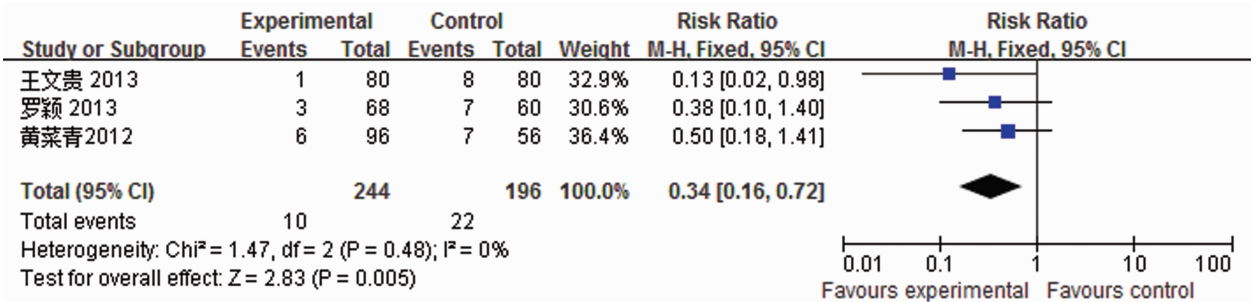 Experimental Control Risk Ratio Risk Ratio
Study or Subgroup Events Total Events Total Weight M-H, Fixed, 95% CI M-H, Fixed, 95% CI
王文贵 2013 1 80 8 80 32.9% 0.13 [0.02, 0.98]
罗颖 2013 3 68 7 60 30.6% 0.38 [0.10, 1.40]
黄菜青2012 6 96 7 56 36.4% 0.50 [0.18, 1.41]
Total (95% CI) 244 196 100.0% 0.34 [0.16, 0.72]
Total events 10 22
Heterogeneity: Chi² = 1.47, df = 2 (P = 0.48); I² = 0%
Test for overall effect: Z = 2.83 (P = 0.005)
0.01 0.1 1 10 100
Favours experimental Favours control